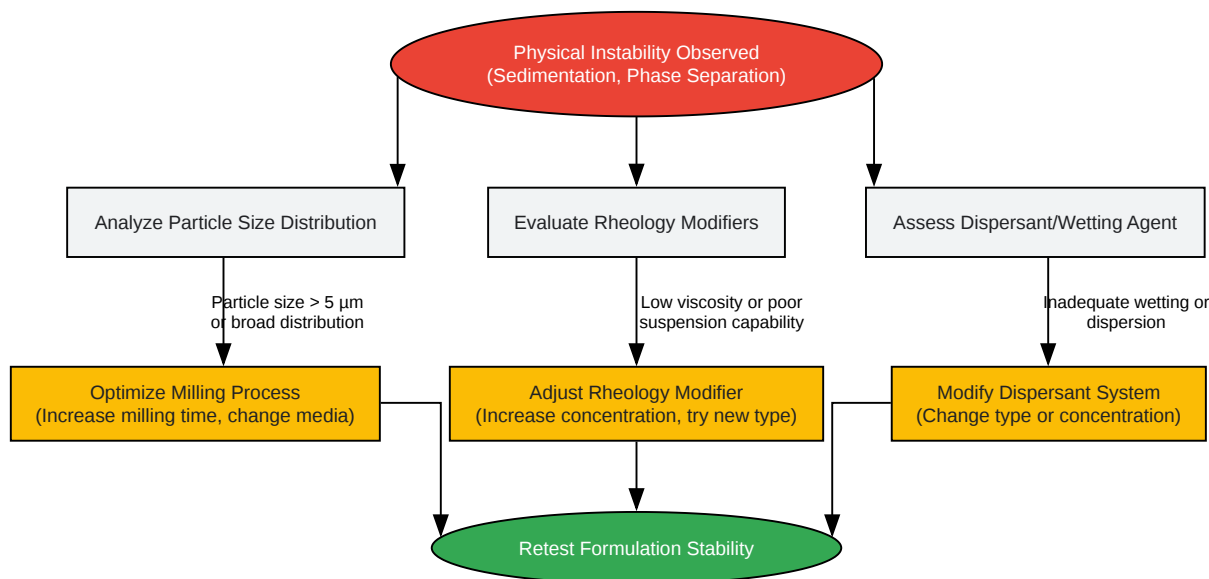 Physical Instability Observed
(Sedimentation, Phase Separation)
Analyze Particle Size Distribution
Evaluate Rheology Modifiers
Assess Dispersant/Wetting Agent
Particle size > 5 µm
or broad distribution
Low viscosity or poor
suspension capability
Inadequate wetting or
dispersion
Optimize Milling Process
(Increase milling time, change media)
Adjust Rheology Modifier
(Increase concentration, try new type)
Modify Dispersant System
(Change type or concentration)
Retest Formulation Stability